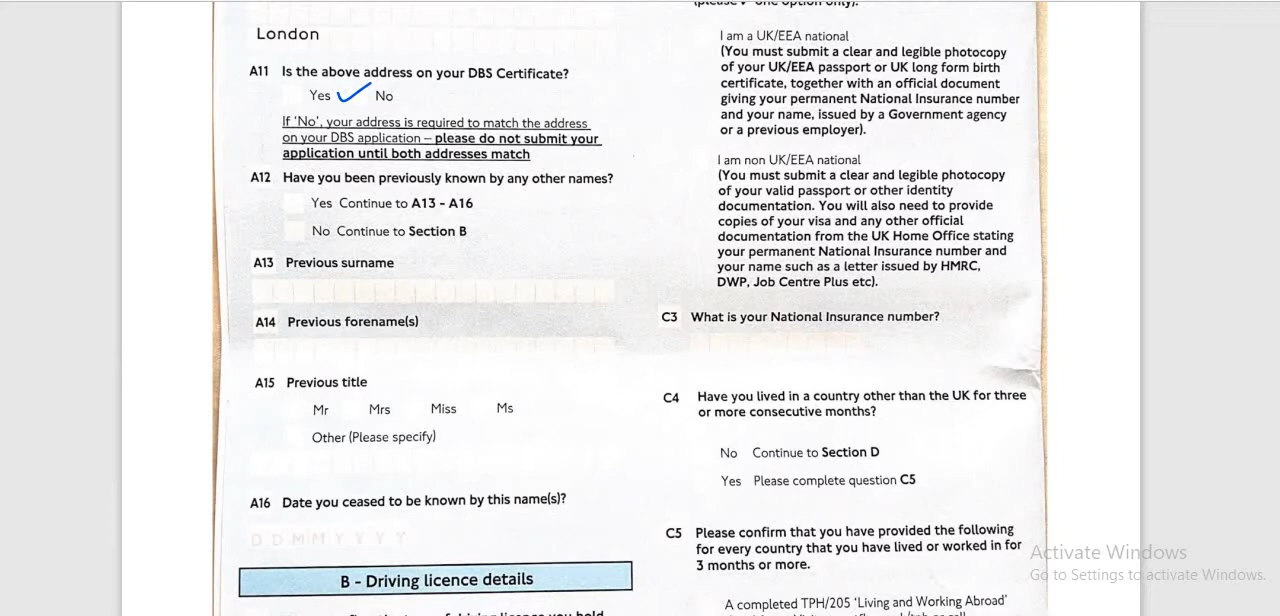 London
A11 Is the above address on your DBS Certificate?
Yes No
If 'No', your address is required to match the address
on your DBS application – please do not submit your
application until both addresses match
A12 Have you been previously known by any other names?
Yes Continue to A13 - A16
No Continue to Section B
A13 Previous surname
A14 Previous forename(s)
A15 Previous title
Mr Mrs Miss Ms
Other (Please specify)
A16 Date you ceased to be known by this name(s)?
D D M M Y Y Y Y
B - Driving licence details
(please ✓ one option only).
I am a UK/EEA national
(You must submit a clear and legible photocopy
of your UK/EEA passport or UK long form birth
certificate, together with an official document
giving your permanent National Insurance number
and your name, issued by a Government agency
or a previous employer).
I am non UK/EEA national
(You must submit a clear and legible photocopy
of your valid passport or other identity
documentation. You will also need to provide
copies of your visa and any other official
documentation from the UK Home Office stating
your permanent National Insurance number and
your name such as a letter issued by HMRC,
DWP, Job Centre Plus etc).
C3 What is your National Insurance number?
C4 Have you lived in a country other than the UK for three
or more consecutive months?
No Continue to Section D
Yes Please complete question C5
C5 Please confirm that you have provided the following
for every country that you have lived or worked in for
3 months or more.
A completed TPH/205 'Living and Working Abroad'
Activate Windows
Go to Settings to activate Windows.